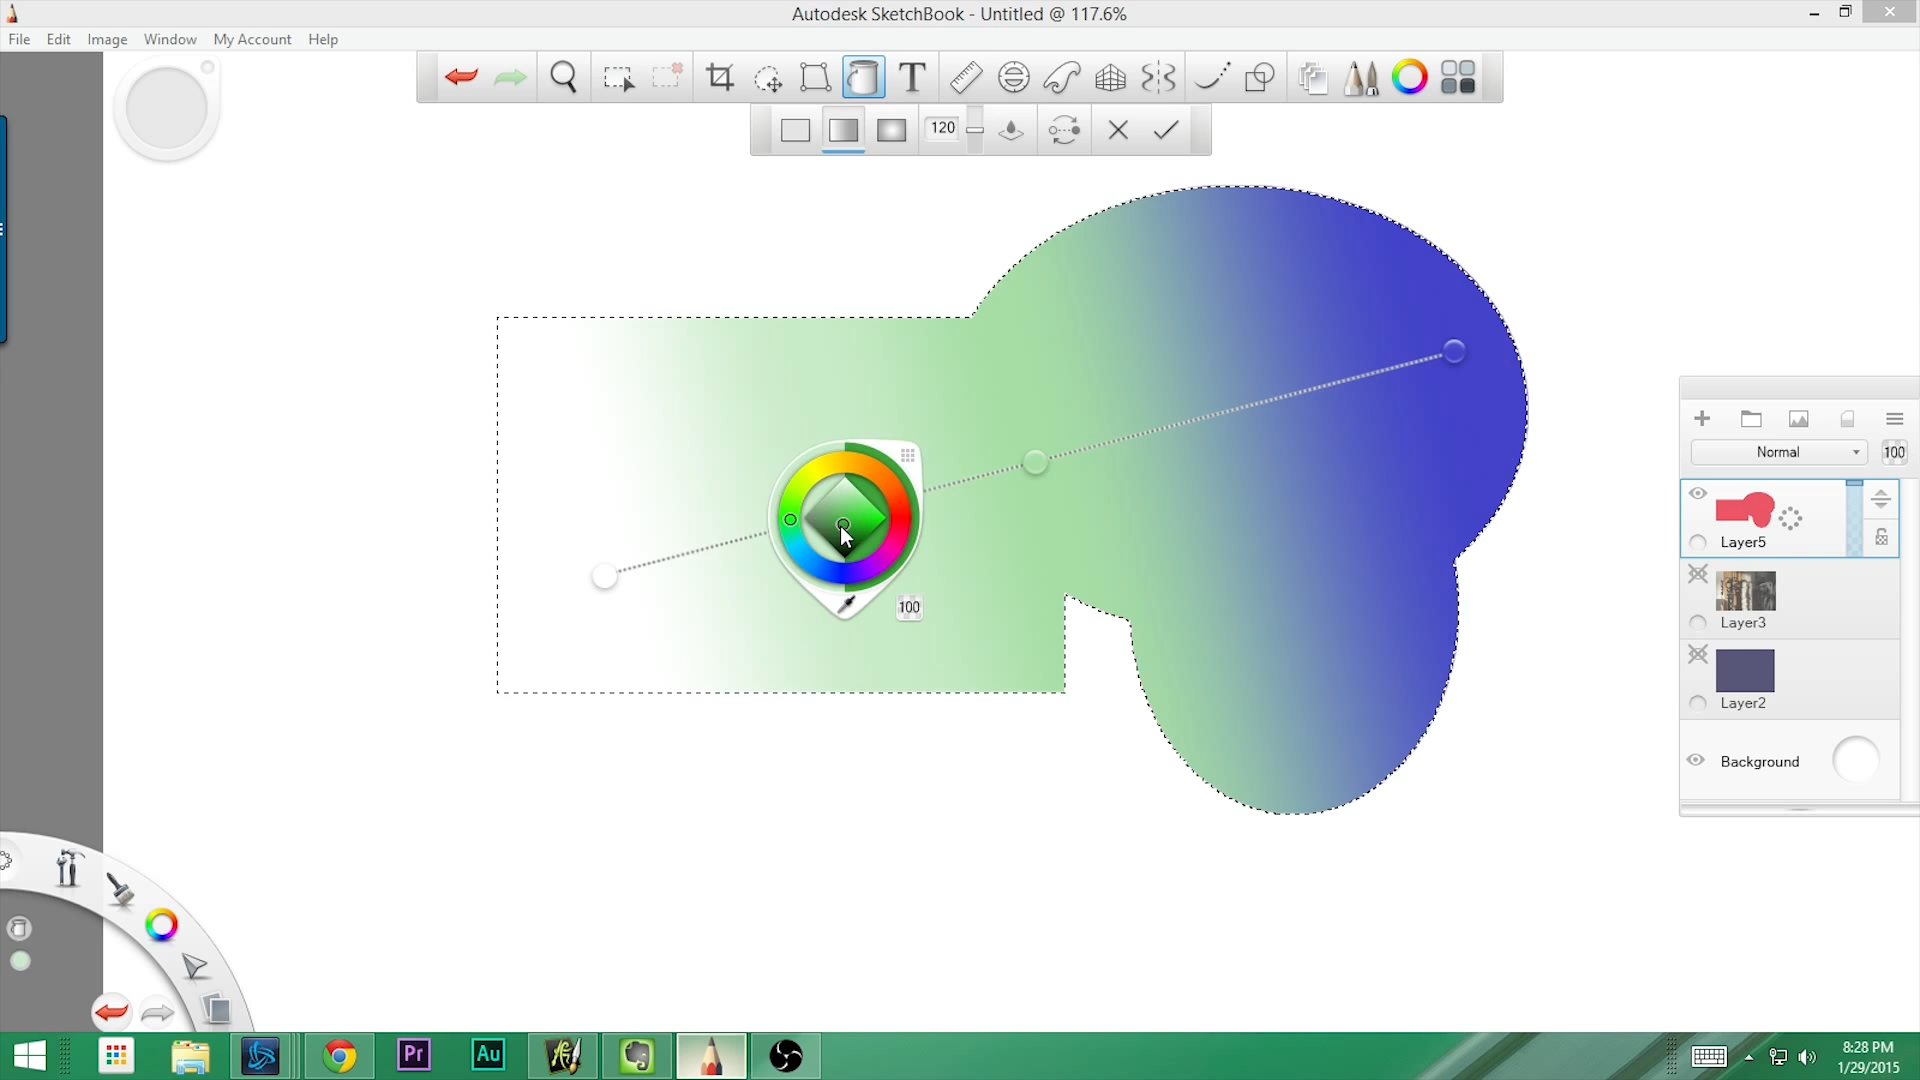 Autodesk SketchBook - Untitled @ 117.6%
File Edit Image Window My Account Help
T
120
Normal 100
Layer5
Layer3
Layer2
Background
100
Pr Au
8:28 PM
1/29/2015